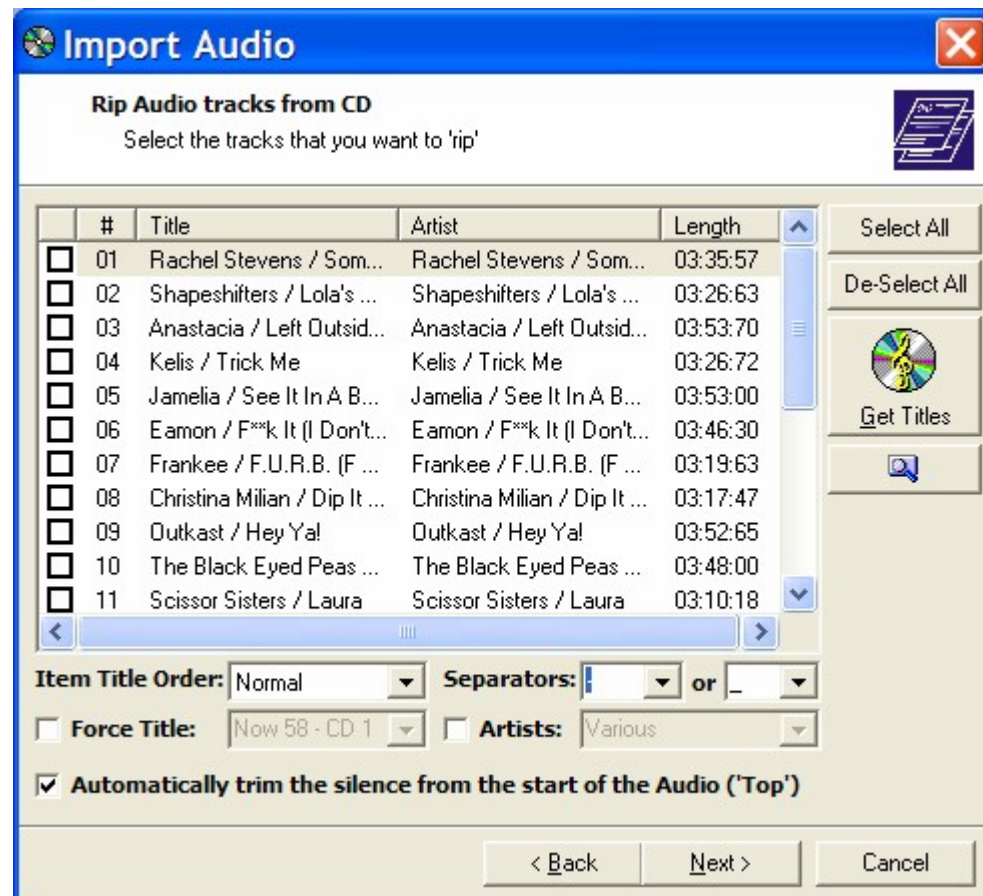 Import Audio
Rip Audio tracks from CD
Select the tracks that you want to 'rip'
# Title Artist Length
01 Rachel Stevens / Som... Rachel Stevens / Som... 03:35:57
02 Shapeshifters / Lola's ... Shapeshifters / Lola's ... 03:26:63
03 Anastacia / Left Outsid... Anastacia / Left Outsid... 03:53:70
04 Kelis / Trick Me Kelis / Trick Me 03:26:72
05 Jamelia / See It In A B... Jamelia / See It In A B... 03:53:00
06 Eamon / F**k It (I Don't... Eamon / F**k It (I Don't... 03:46:30
07 Frankee / F.U.R.B. (F ... Frankee / F.U.R.B. (F ... 03:19:63
08 Christina Milian / Dip It ... Christina Milian / Dip It ... 03:17:47
09 Outkast / Hey Ya! Outkast / Hey Ya! 03:52:65
10 The Black Eyed Peas ... The Black Eyed Peas ... 03:48:00
11 Scissor Sisters / Laura Scissor Sisters / Laura 03:10:18
Select All
De-Select All
Get Titles
Item Title Order: Normal Separators: - or _
Force Title: Now 58 - CD 1 Artists: Various
Automatically trim the silence from the start of the Audio ('Top')
< Back Next > Cancel